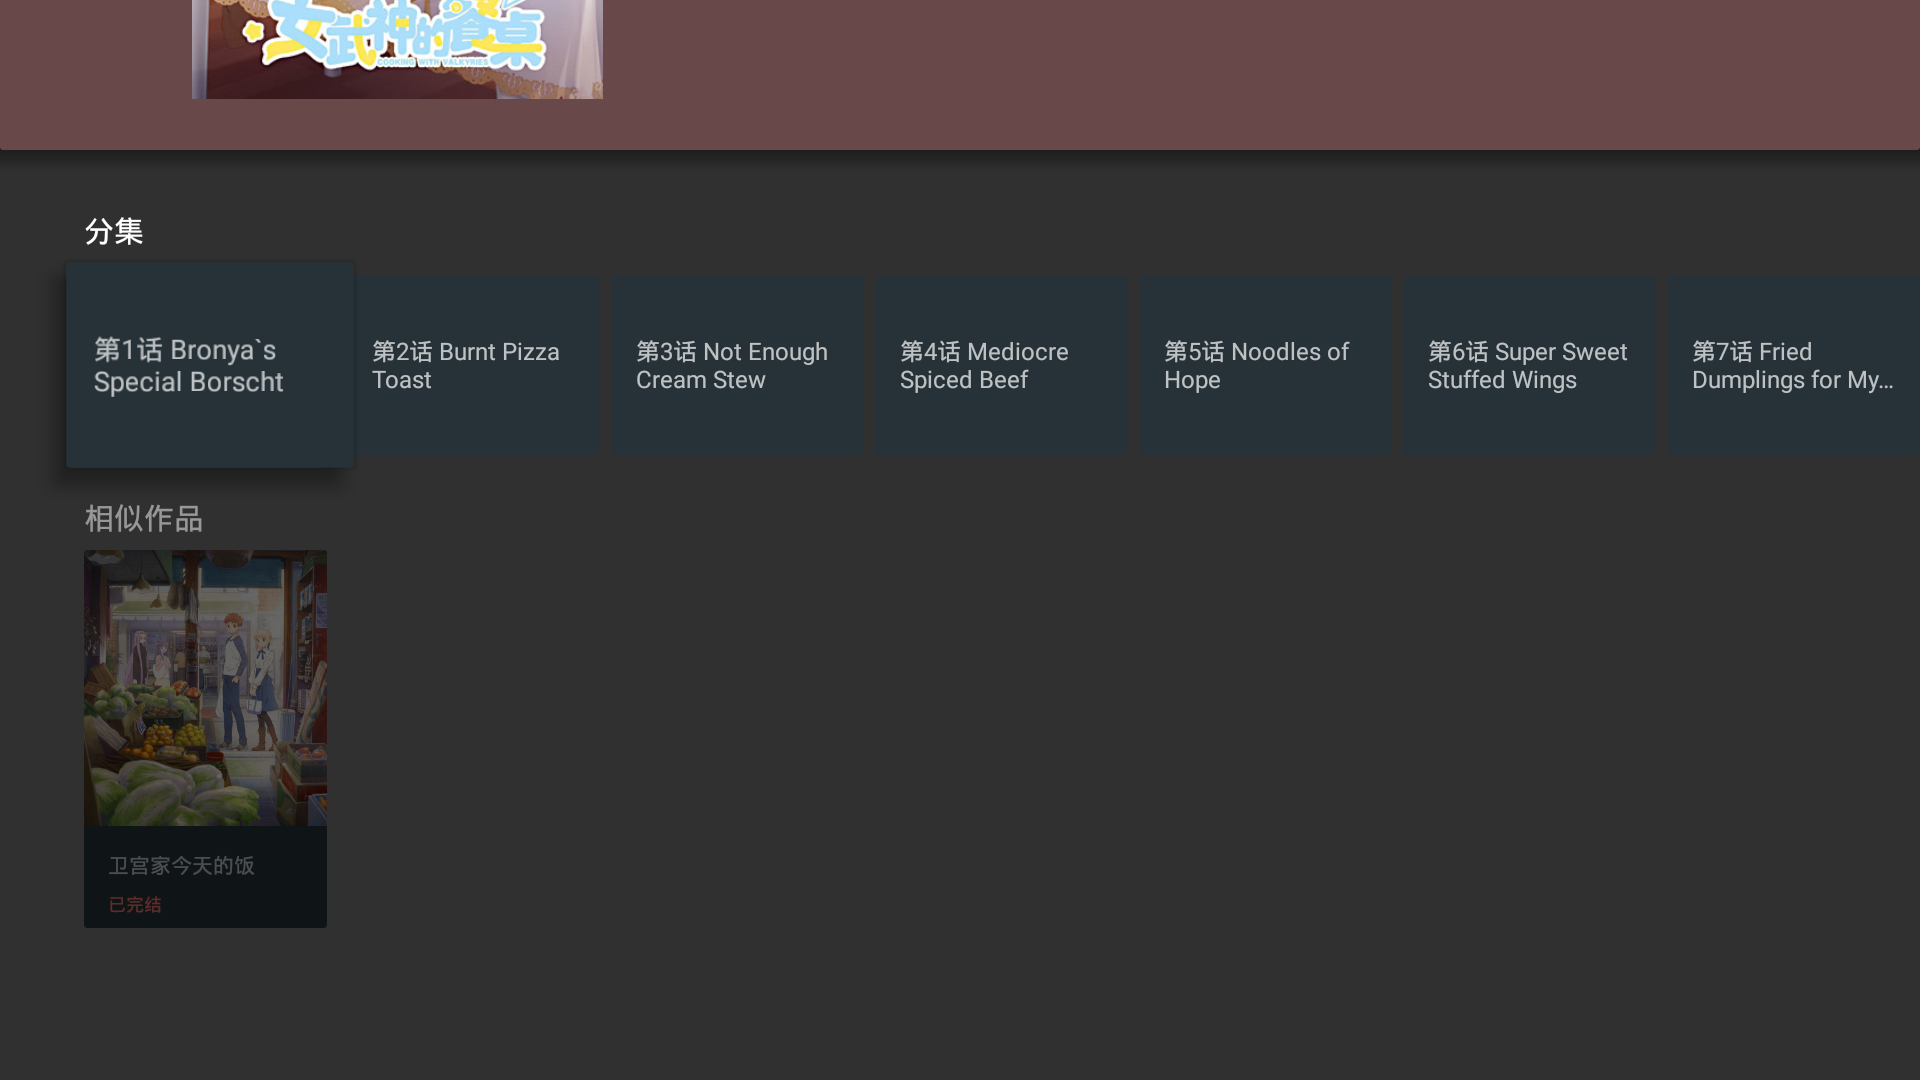 女武神的餐桌
COOKING WITH VALKYRIES
分集
第1话 Bronya`s
Special Borscht
第2话 Burnt Pizza
Toast
第3话 Not Enough
Cream Stew
第4话 Mediocre
Spiced Beef
第5话 Noodles of
Hope
第6话 Super Sweet
Stuffed Wings
第7话 Fried
Dumplings for My...
相似作品
卫宫家今天的饭
已完结